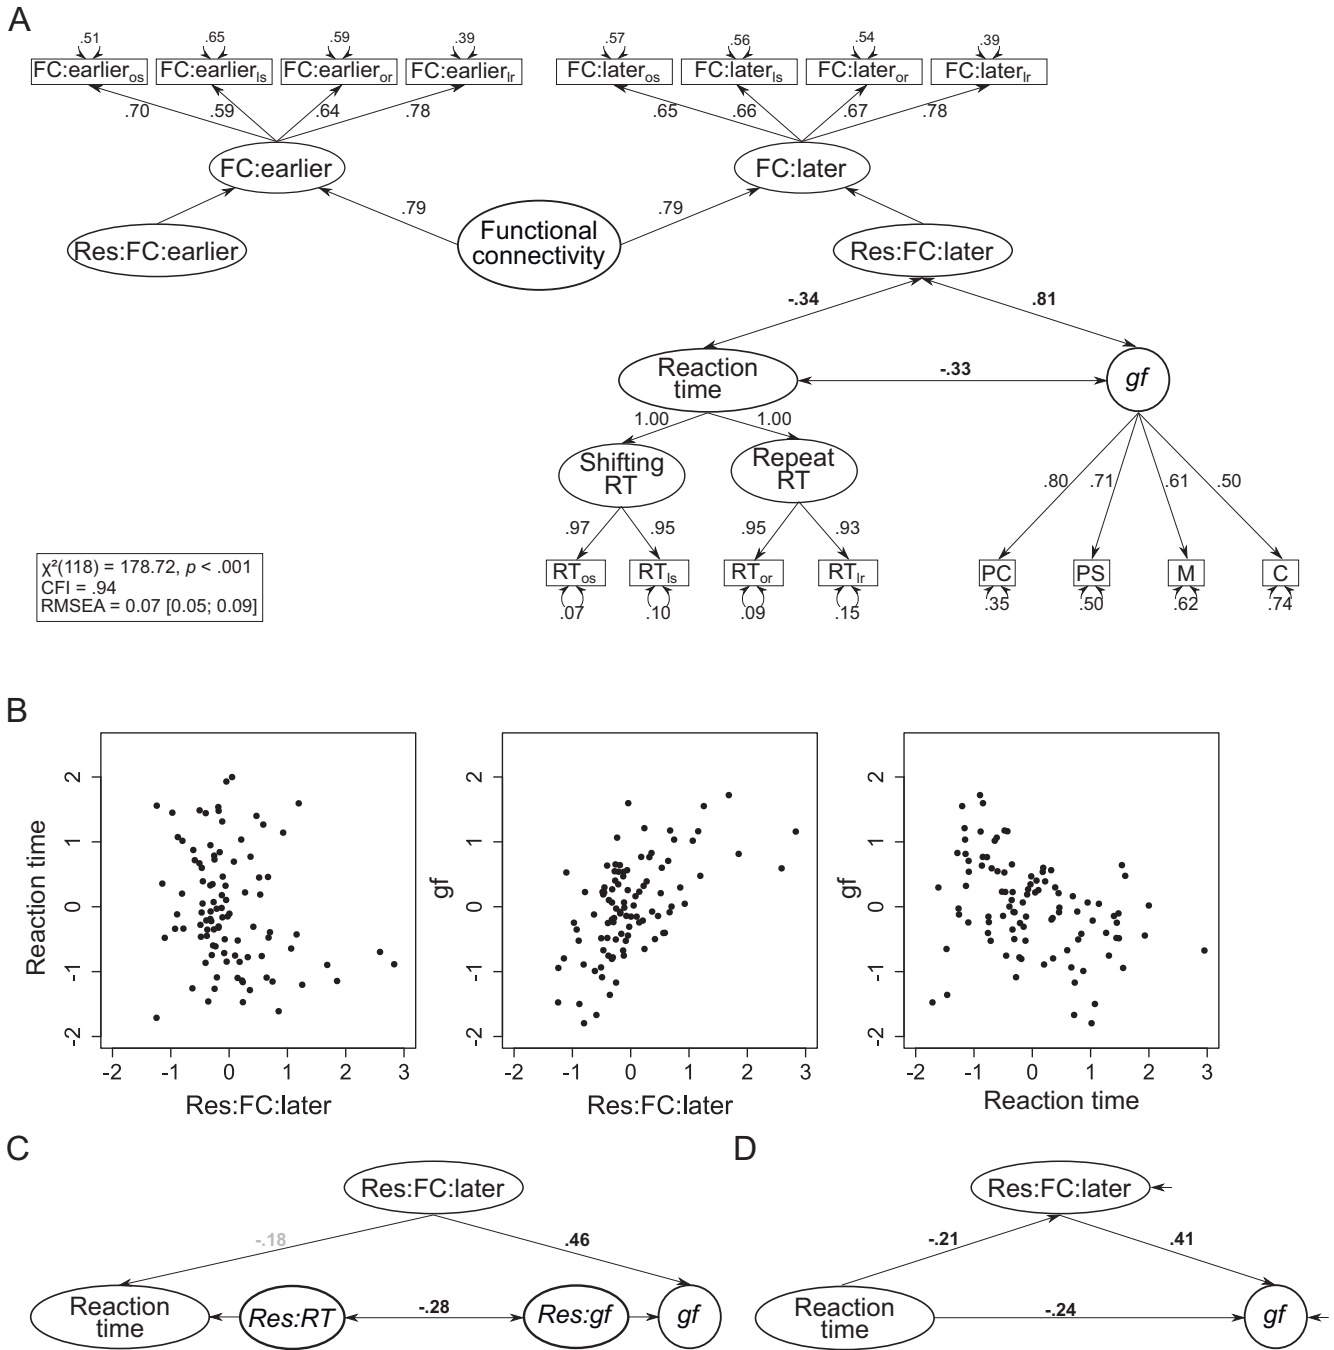 A
.51 .65 .59 .39 .57 .56 .54 .39
FC:earlier_os FC:earlier_ls FC:earlier_or FC:earlier_lr FC:later_os FC:later_ls FC:later_or FC:later_lr
.70 .59 .64 .78 .65 .66 .67 .78
FC:earlier FC:later
.79 .79
Res:FC:earlier Functional connectivity Res:FC:later
-.34 .81
Reaction time -.33 gf
1.00 1.00
Shifting RT Repeat RT
.80 .71 .61 .50
.97 .95 .95 .93
RT_os RT_ls RT_or RT_lr PC PS M C
.07 .10 .09 .15 .35 .50 .62 .74
χ²(118) = 178.72, p < .001
CFI = .94
RMSEA = 0.07 [0.05; 0.09]
B
Reaction time
2
1
0
-1
-2
-2 -1 0 1 2 3
Res:FC:later
gf
2
1
0
-1
-2
-2 -1 0 1 2 3
Res:FC:later
gf
2
1
0
-1
-2
-2 -1 0 1 2 3
Reaction time
C
Res:FC:later
-.18 .46
Reaction time Res:RT -.28 Res:gf gf
D
Res:FC:later
-.21 .41
Reaction time -.24 gf